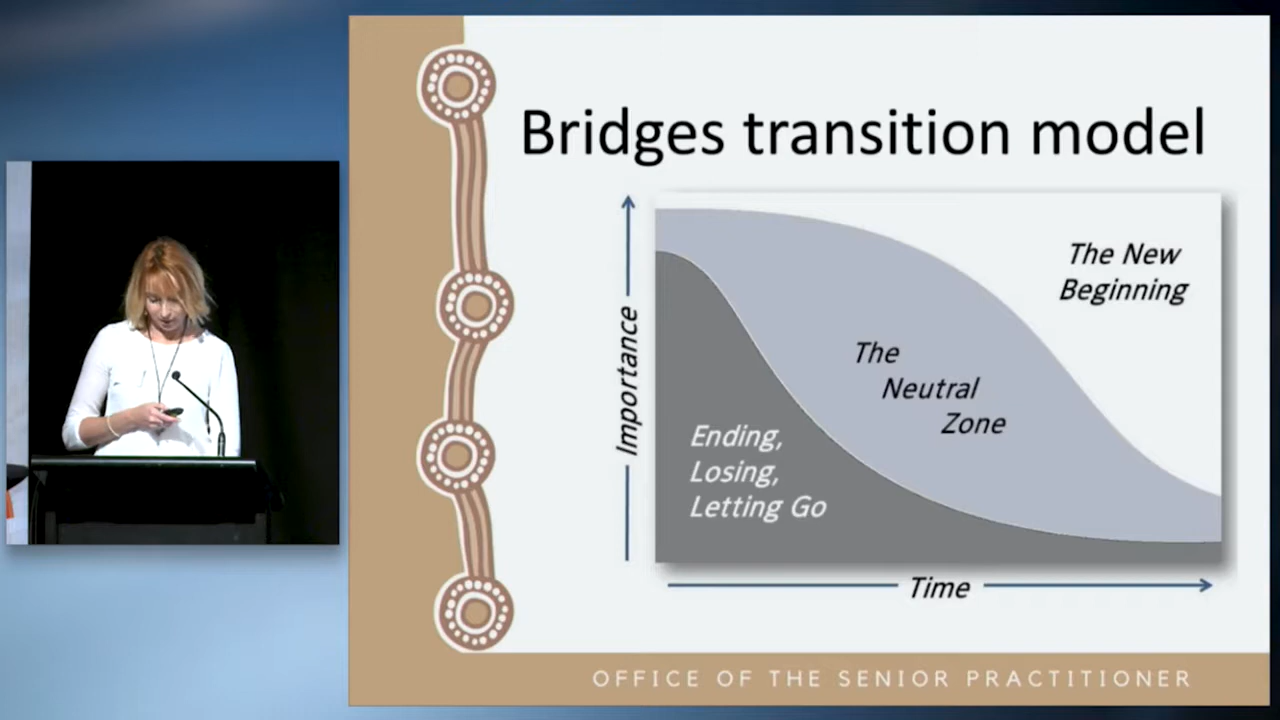 Bridges transition model
Importance
The New
Beginning
The
Neutral
Zone
Ending,
Losing,
Letting Go
Time
OFFICE OF THE SENIOR PRACTITIONER